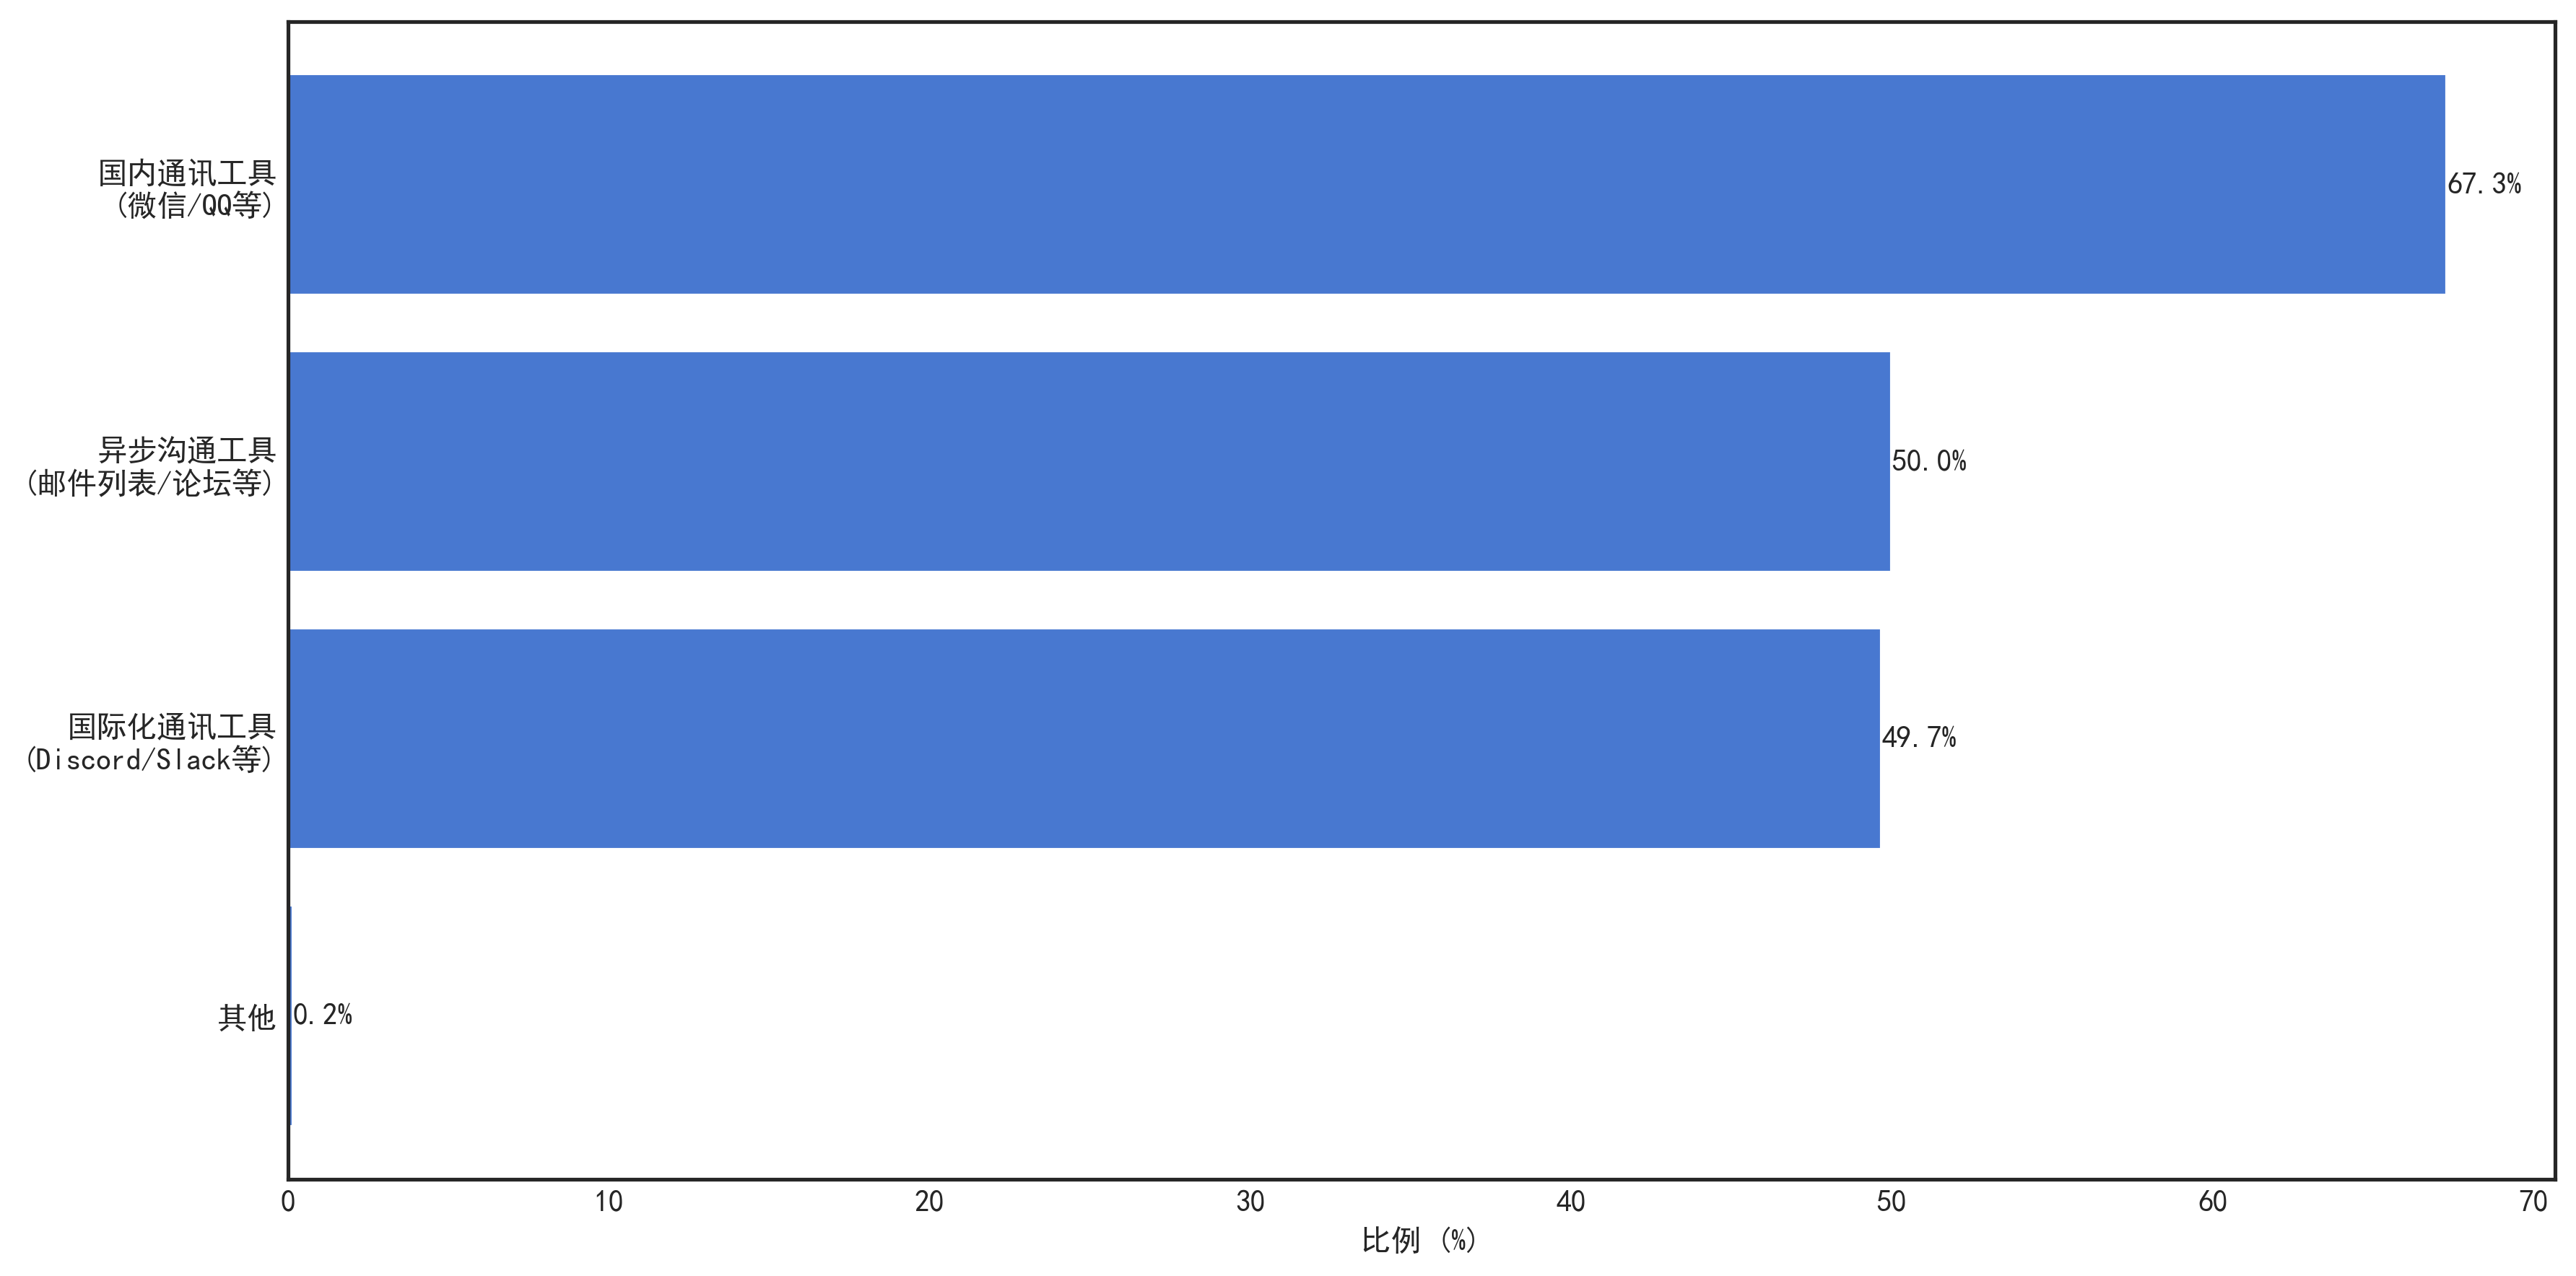 国内通讯工具
(微信/QQ等)
67.3%
异步沟通工具
(邮件列表/论坛等)
50.0%
国际化通讯工具
(Discord/Slack等)
49.7%
其他
0.2%
0 10 20 30 40 50 60 70
比例 (%)